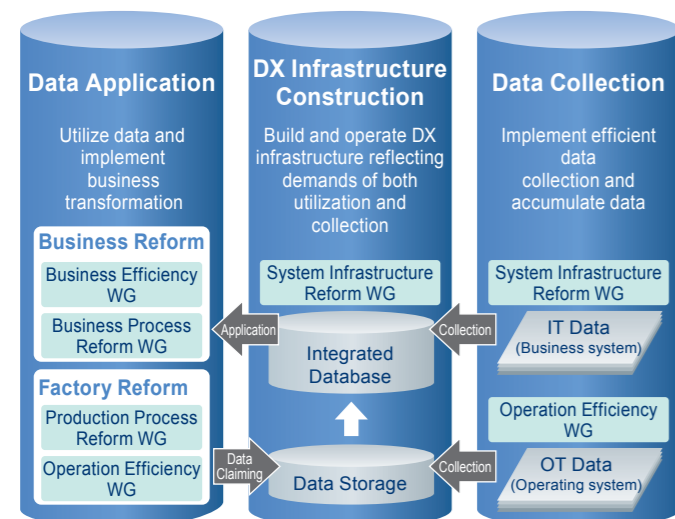 Data Application
Utilize data and
implement
business
transformation
Business Reform
Business Efficiency
WG
Business Process
Reform WG
Factory Reform
Production Process
Reform WG
Operation Efficiency
WG
Application
Data
Claiming
DX Infrastructure
Construction
Build and operate DX
infrastructure reflecting
demands of both
utilization and
collection
System Infrastructure
Reform WG
Integrated
Database
Data Storage
Collection
Collection
Data Collection
Implement efficient
data
collection and
accumulate data
System Infrastructure
Reform WG
IT Data
(Business system)
Operation Efficiency
WG
OT Data
(Operating system)